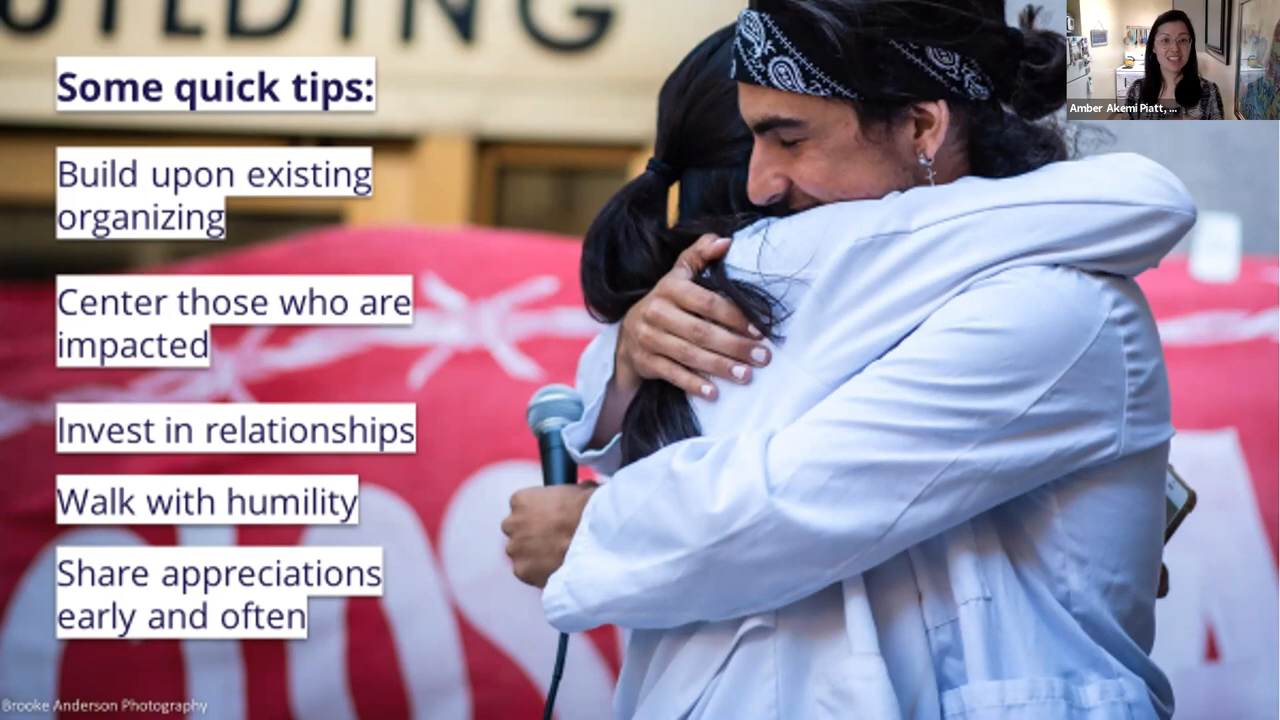 UILDING
Some quick tips:
Build upon existing
organizing
Center those who are
impacted
Invest in relationships
Walk with humility
Share appreciations
early and often
Brooke Anderson Photography
Amber Akemi Piatt, ...